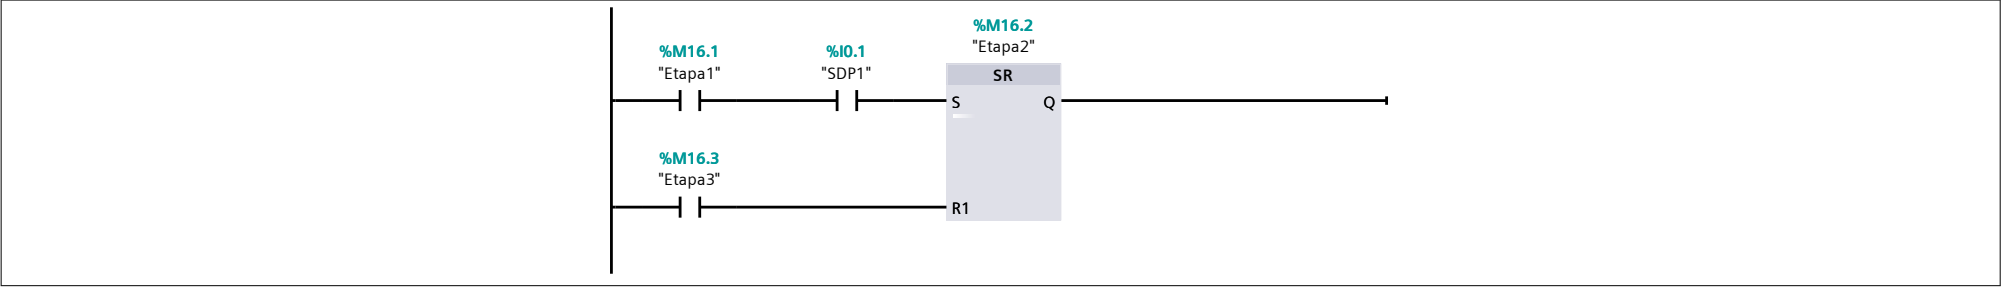 %M16.2
"Etapa2"
%M16.1
%I0.1
"Etapa1"
"SDP1"
SR
S
Q
%M16.3
"Etapa3"
R1